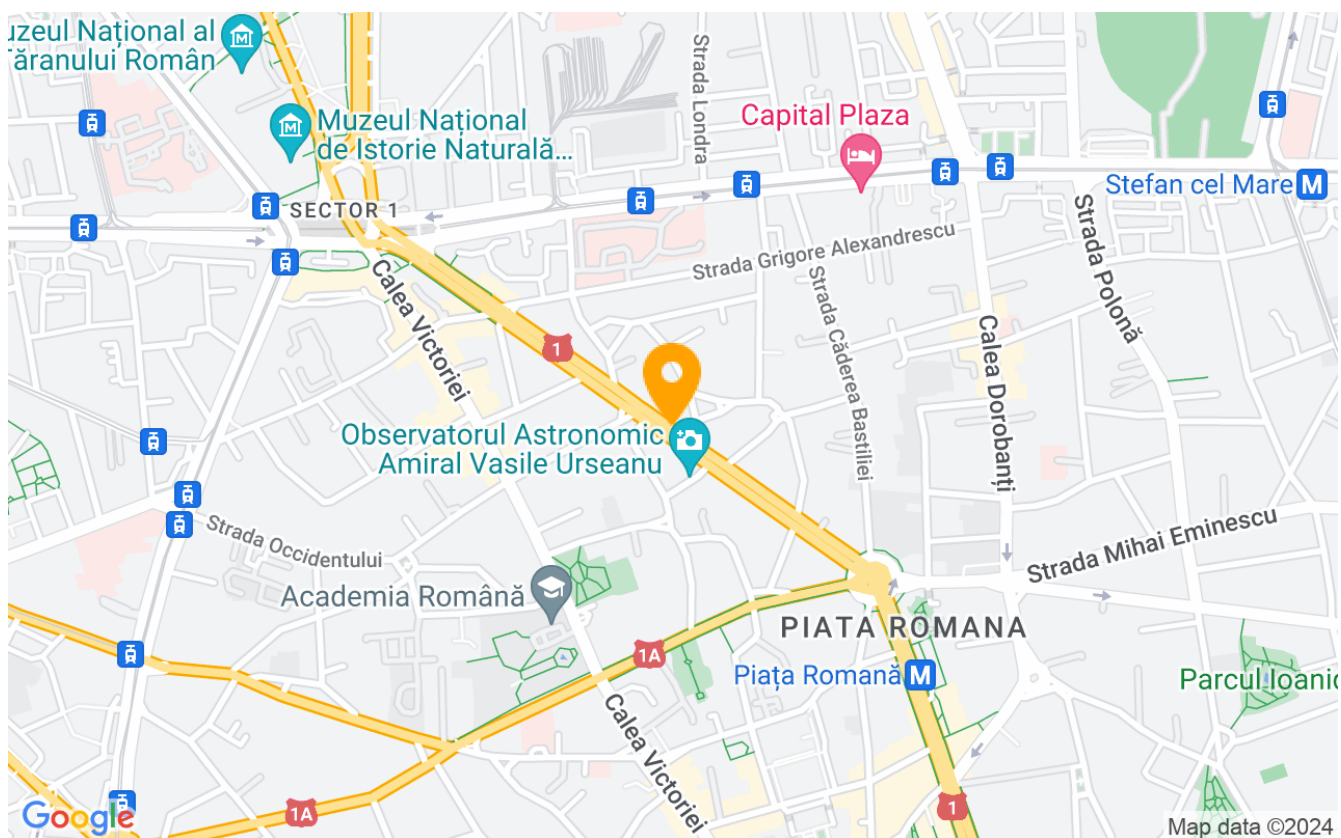 uzeul Național al
Țăranului Român
Muzeul Național
de Istorie Naturală...
Strada Londra
Capital Plaza
Stefan cel Mare
M
SECTOR 1
Strada Grigore Alexandrescu
Strada Polonă
Calea Victoriei
1
Strada Căderea Bastiliei
Calea Dorobanți
Observatorul Astronomic
Amiral Vasile Urseanu
Strada Occidentului
Strada Mihai Eminescu
Academia Română
PIATA ROMANA
1A
Piața Romană
M
Parcul Ioanid
Calea Victoriei
1A
1
Google
Map data ©2024